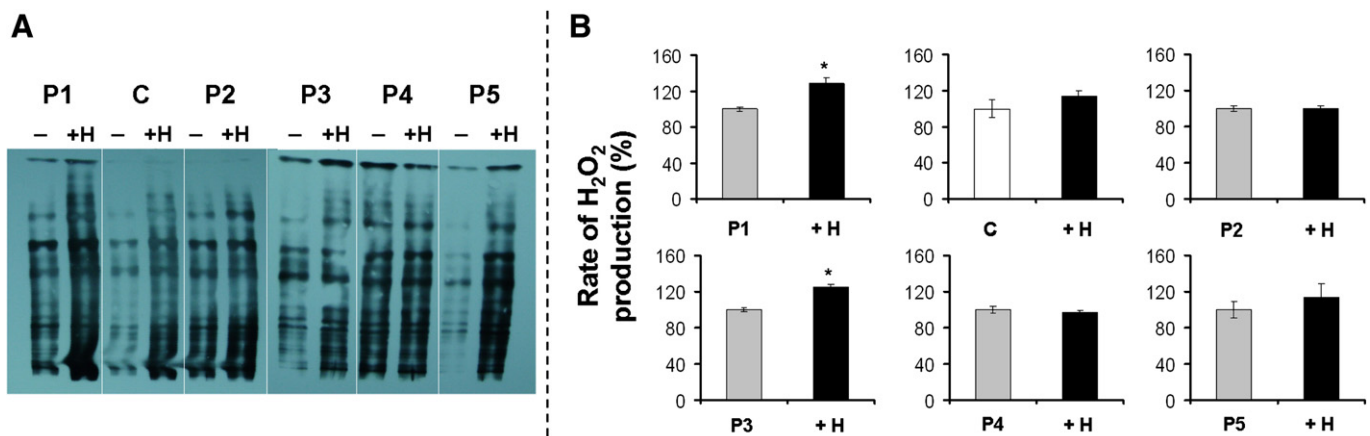 A
P1 C P2 P3 P4 P5
– +H – +H – +H – +H – +H – +H
B
Rate of H₂O₂
production (%)
160
120
80
40
0
*
P1 + H
160
120
80
40
0
C + H
160
120
80
40
0
P2 + H
160
120
80
40
0
*
P3 + H
160
120
80
40
0
P4 + H
160
120
80
40
0
P5 + H